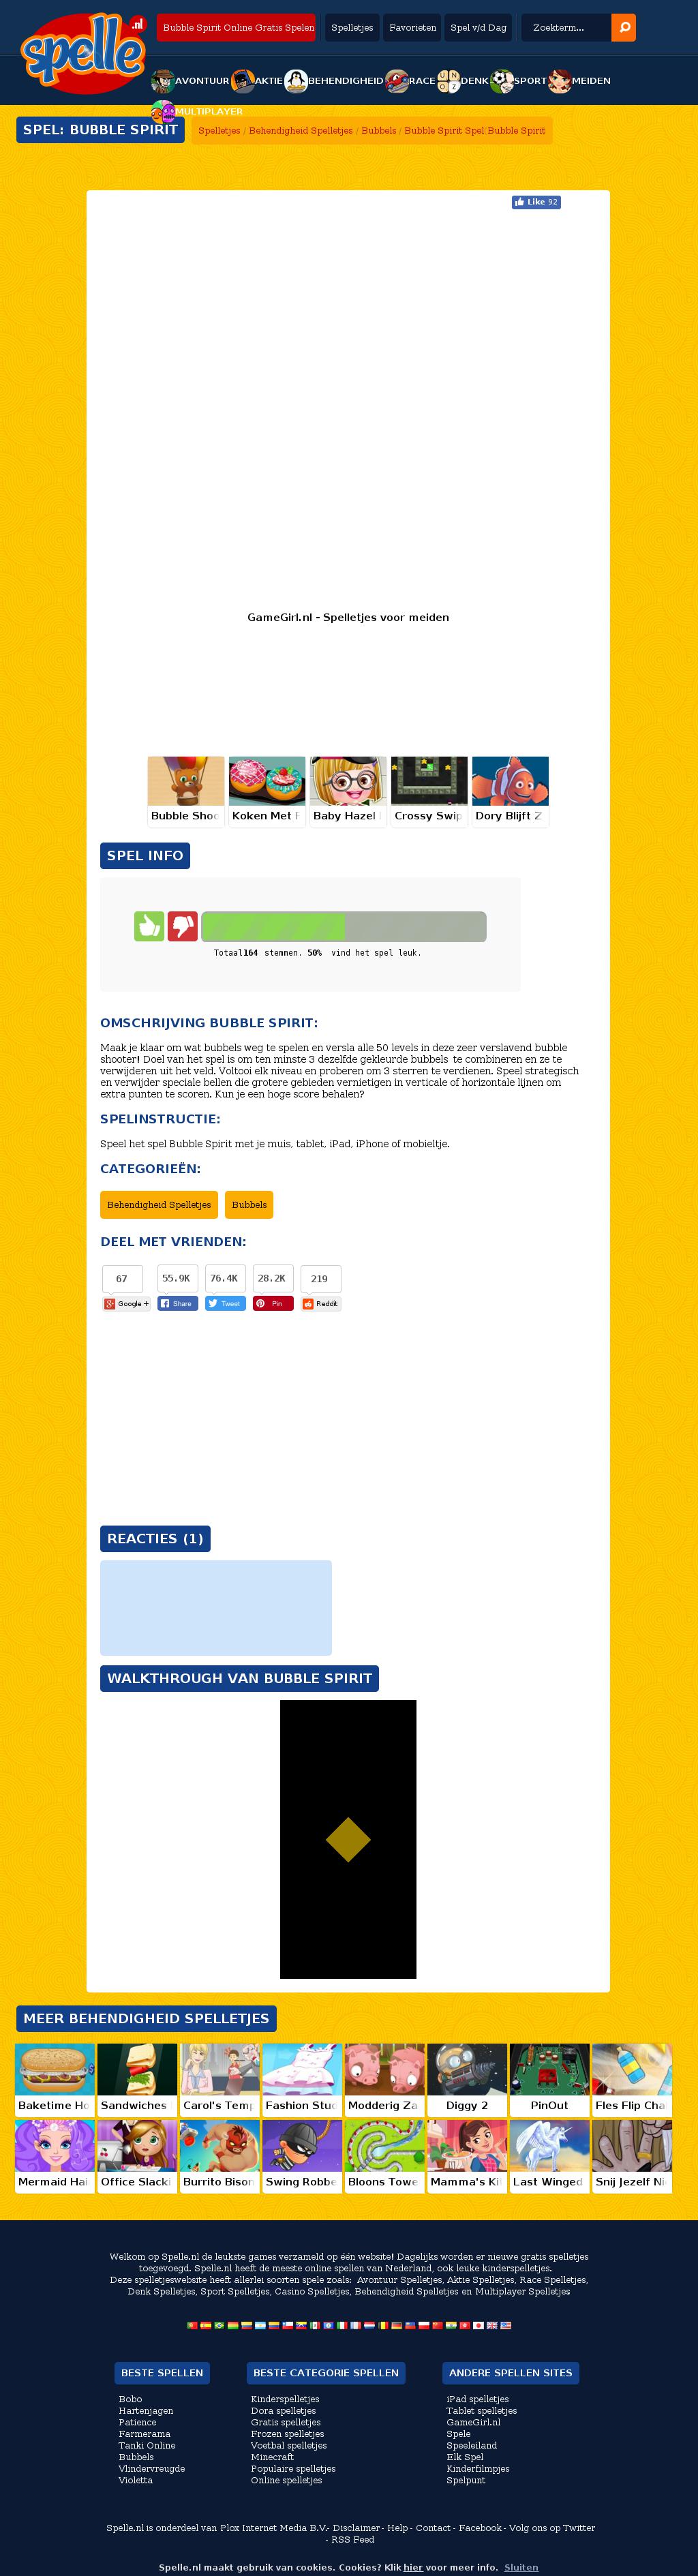 spelle .nl
Bubble Spirit Online Gratis Spelen
Spelletjes
Favorieten
Spel v/d Dag
Zoekterm...
AVONTUUR
AKTIE
BEHENDIGHEID
RACE
DENK
SPORT
MEIDEN
MULTIPLAYER
SPEL: BUBBLE SPIRIT
Spelletjes / Behendigheid Spelletjes / Bubbels / Bubble Spirit Spel/Bubble Spirit
Like 92
GameGirl.nl - Spelletjes voor meiden
Bubble Shoo
Koken Met
Baby Hazel
Crossy Swip
Dory Blijft Z
SPEL INFO
Totaal 164 stemmen. 50% vind het spel leuk.
OMSCHRIJVING BUBBLE SPIRIT:
Maak je klaar om wat bubbels weg te spelen en versla alle 50 levels in deze zeer verslavend bubble
shooter! Doel van het spel is om ten minste 3 dezelfde gekleurde bubbels te combineren en ze te
verwijderen uit het veld. Voltooi elk niveau en proberen om 3 sterren te verdienen. Speel strategisch
en verwijder speciale bellen die grotere gebieden vernietigen in verticale of horizontale lijnen om
extra punten te scoren. Kun je een hoge score behalen?
SPELINSTRUCTIE:
Speel het spel Bubble Spirit met je muis, tablet, iPad, iPhone of mobieltje.
CATEGORIEËN:
Behendigheid Spelletjes
Bubbels
DEEL MET VRIENDEN:
67
55.9K
76.4K
28.2K
219
Google +
Share
Tweet
Pin
Reddit
REACTIES (1)
WALKTHROUGH VAN BUBBLE SPIRIT
MEER BEHENDIGHEID SPELLETJES
Baketime Ho
Sandwiches
Carol's Temp
Fashion Stud
Modderig Za
Diggy 2
PinOut
Fles Flip Cha
Mermaid Hai
Office Slacki
Burrito Bison
Swing Robbe
Bloons Towe
Mamma's Ki
Last Winged
Snij Jezelf Ni
Welkom op Spelle.nl de leukste games verzameld op één website! Dagelijks worden er nieuwe gratis spelletjes
toegevoegd. Spelle.nl heeft de meeste online spellen van Nederland, ook leuke kinderspelletjes.
Deze spelletjeswebsite heeft allerlei soorten spele zoals: Avontuur Spelletjes, Aktie Spelletjes, Race Spelletjes,
Denk Spelletjes, Sport Spelletjes, Casino Spelletjes, Behendigheid Spelletjes en Multiplayer Spelletjes.
BESTE SPELLEN
Bobo
Hartenjagen
Patience
Farmerama
Tanki Online
Bubbels
Vlindervreugde
Violetta
BESTE CATEGORIE SPELLEN
Kinderspelletjes
Dora spelletjes
Gratis spelletjes
Frozen spelletjes
Voetbal spelletjes
Minecraft
Populaire spelletjes
Online spelletjes
ANDERE SPELLEN SITES
iPad spelletjes
Tablet spelletjes
GameGirl.nl
Spele
Speeleiland
Elk Spel
Kinderfilmpjes
Spelpunt
Spelle.nl is onderdeel van Plox Internet Media B.V.- Disclaimer - Help - Contact - Facebook - Volg ons op Twitter
- RSS Feed
Spelle.nl maakt gebruik van cookies. Cookies? Klik hier voor meer info. Sluiten